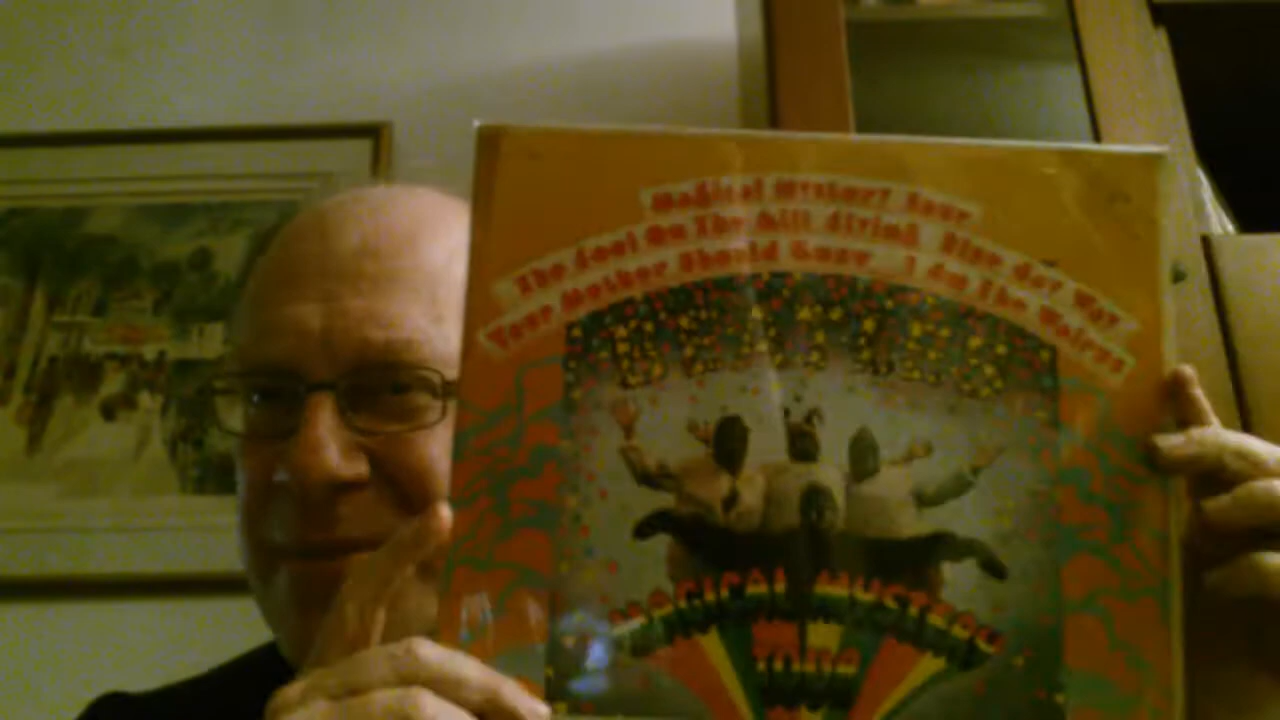 Magical Mystery Tour
The Fool On The Hill Flying Blue Jay Way
Your Mother Should Know I Am The Walrus
MAGICAL MYSTERY
TOUR